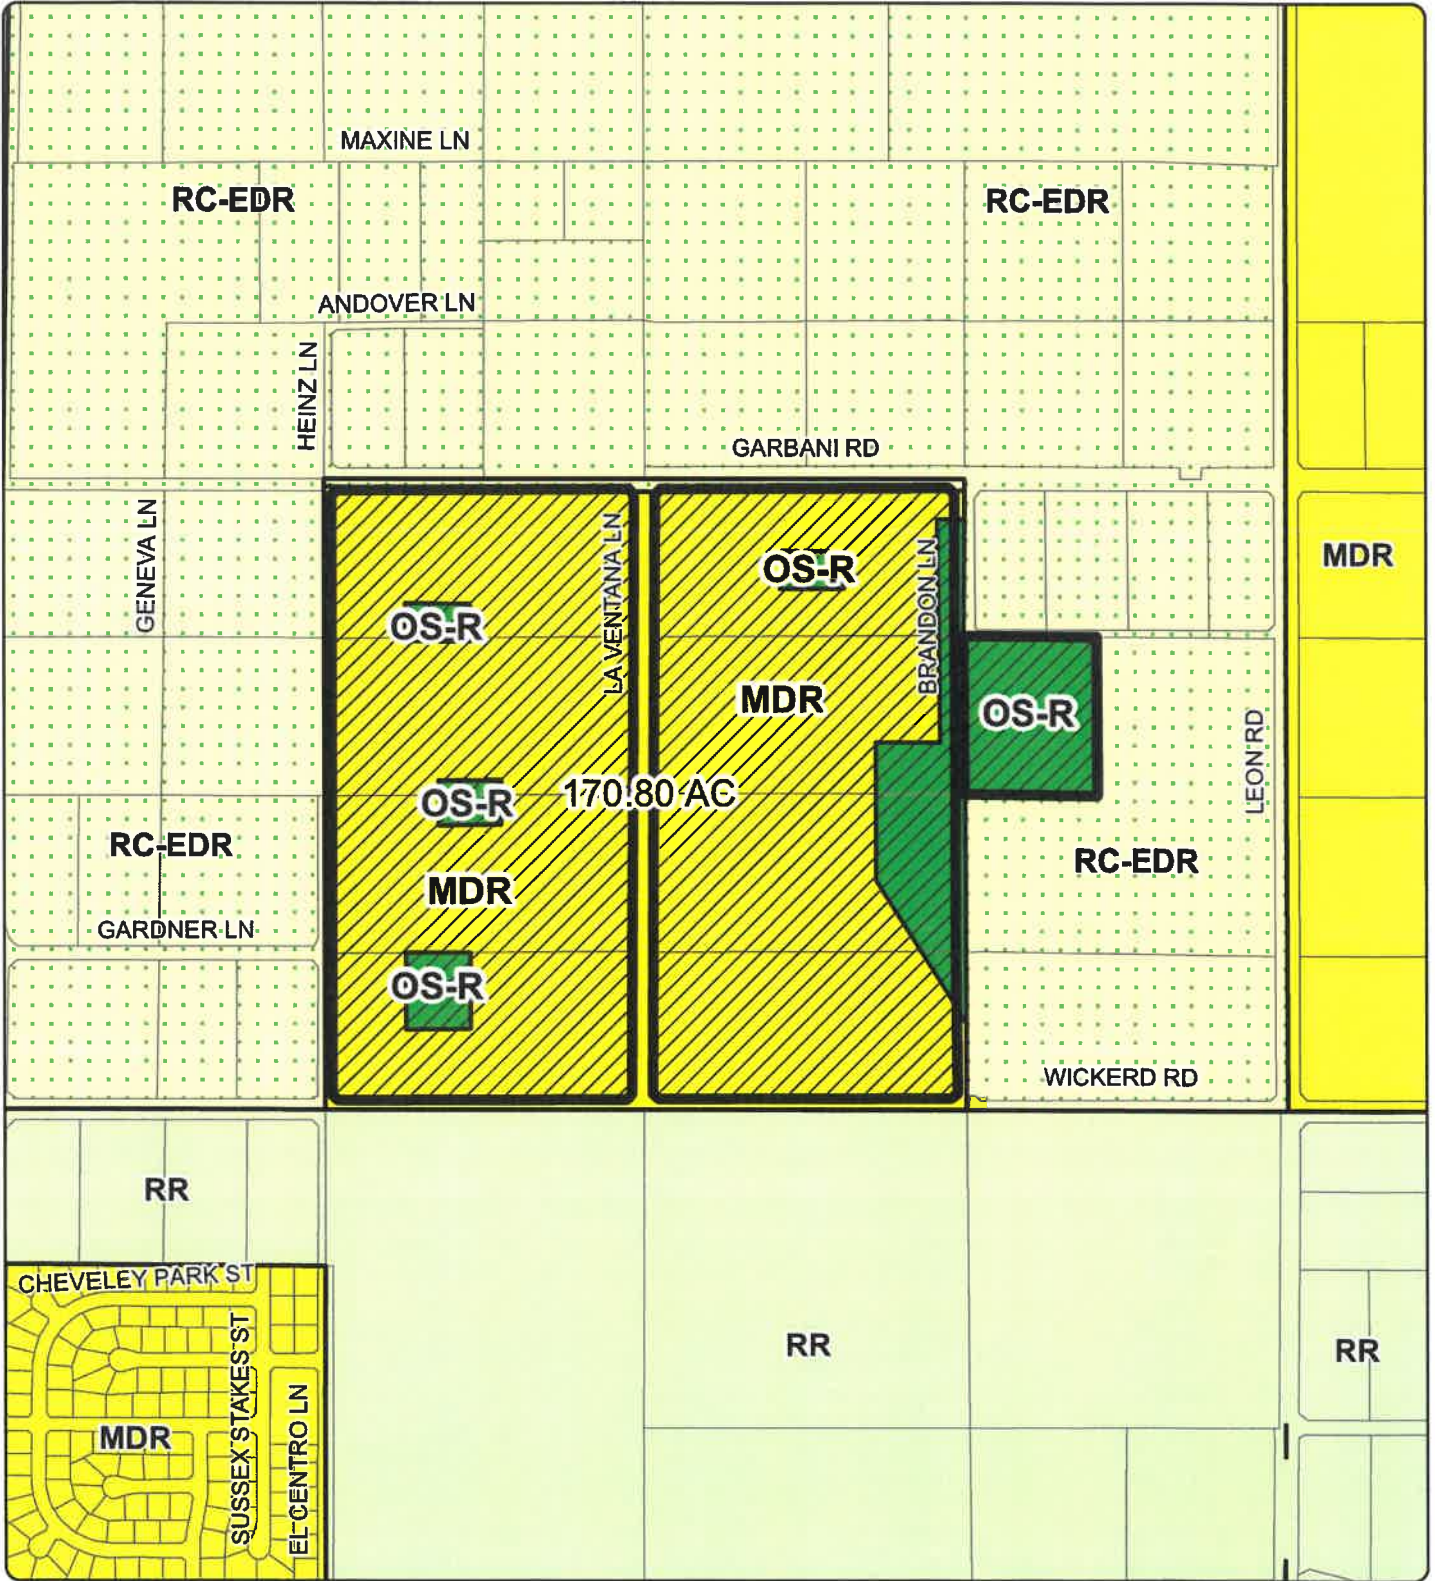 MAXINE LN
RC-EDR
RC-EDR
ANDOVER LN
HEINZ LN
GARBANI RD
GENEVA LN
LA VENTANA LN
OS-R
BRANDON LN
MDR
OS-R
MDR
OS-R
LEON RD
OS-R
170.80 AC
RC-EDR
RC-EDR
MDR
GARDNER LN
OS-R
WICKERD RD
RR
CHEVELEY PARK ST
SUSSEX STAKES ST
RR
RR
EL CENTRO LN
MDR